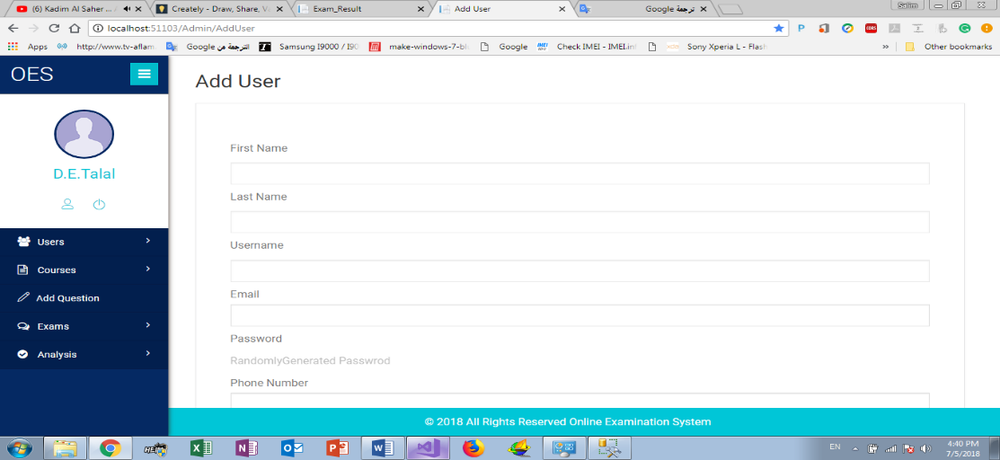 (6) Kadim Al Saher ...
Creately - Draw, Share, V
Exam_Result
Add User
ترجمة Google
Salim
localhost:51103/Admin/AddUser
Apps
http://www.tv-aflam.
الترجمة من Google
Samsung I9000 / I90
make-windows-7-bl
Google
Check IMEI - IMEI.in
Sony Xperia L - Flash
»
Other bookmarks
OES
Add User
D.E.Talal
Users
Courses
Add Question
Exams
Analysis
First Name
Last Name
Username
Email
Password
RandomlyGenerated Passwrod
Phone Number
© 2018 All Rights Reserved Online Examination System
EN
4:40 PM
7/5/2018